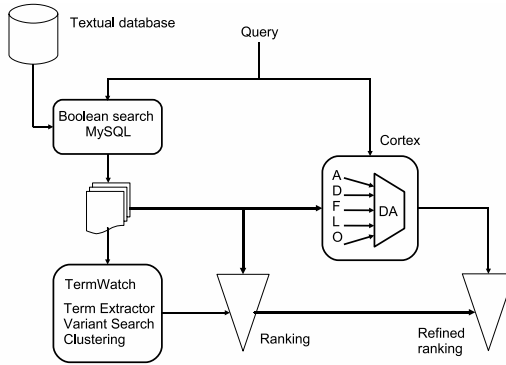 Textual database
Query
Boolean search
MySQL
Cortex
A
D
F
L
O
DA
TermWatch
Term Extractor
Variant Search
Clustering
Ranking
Refined
ranking